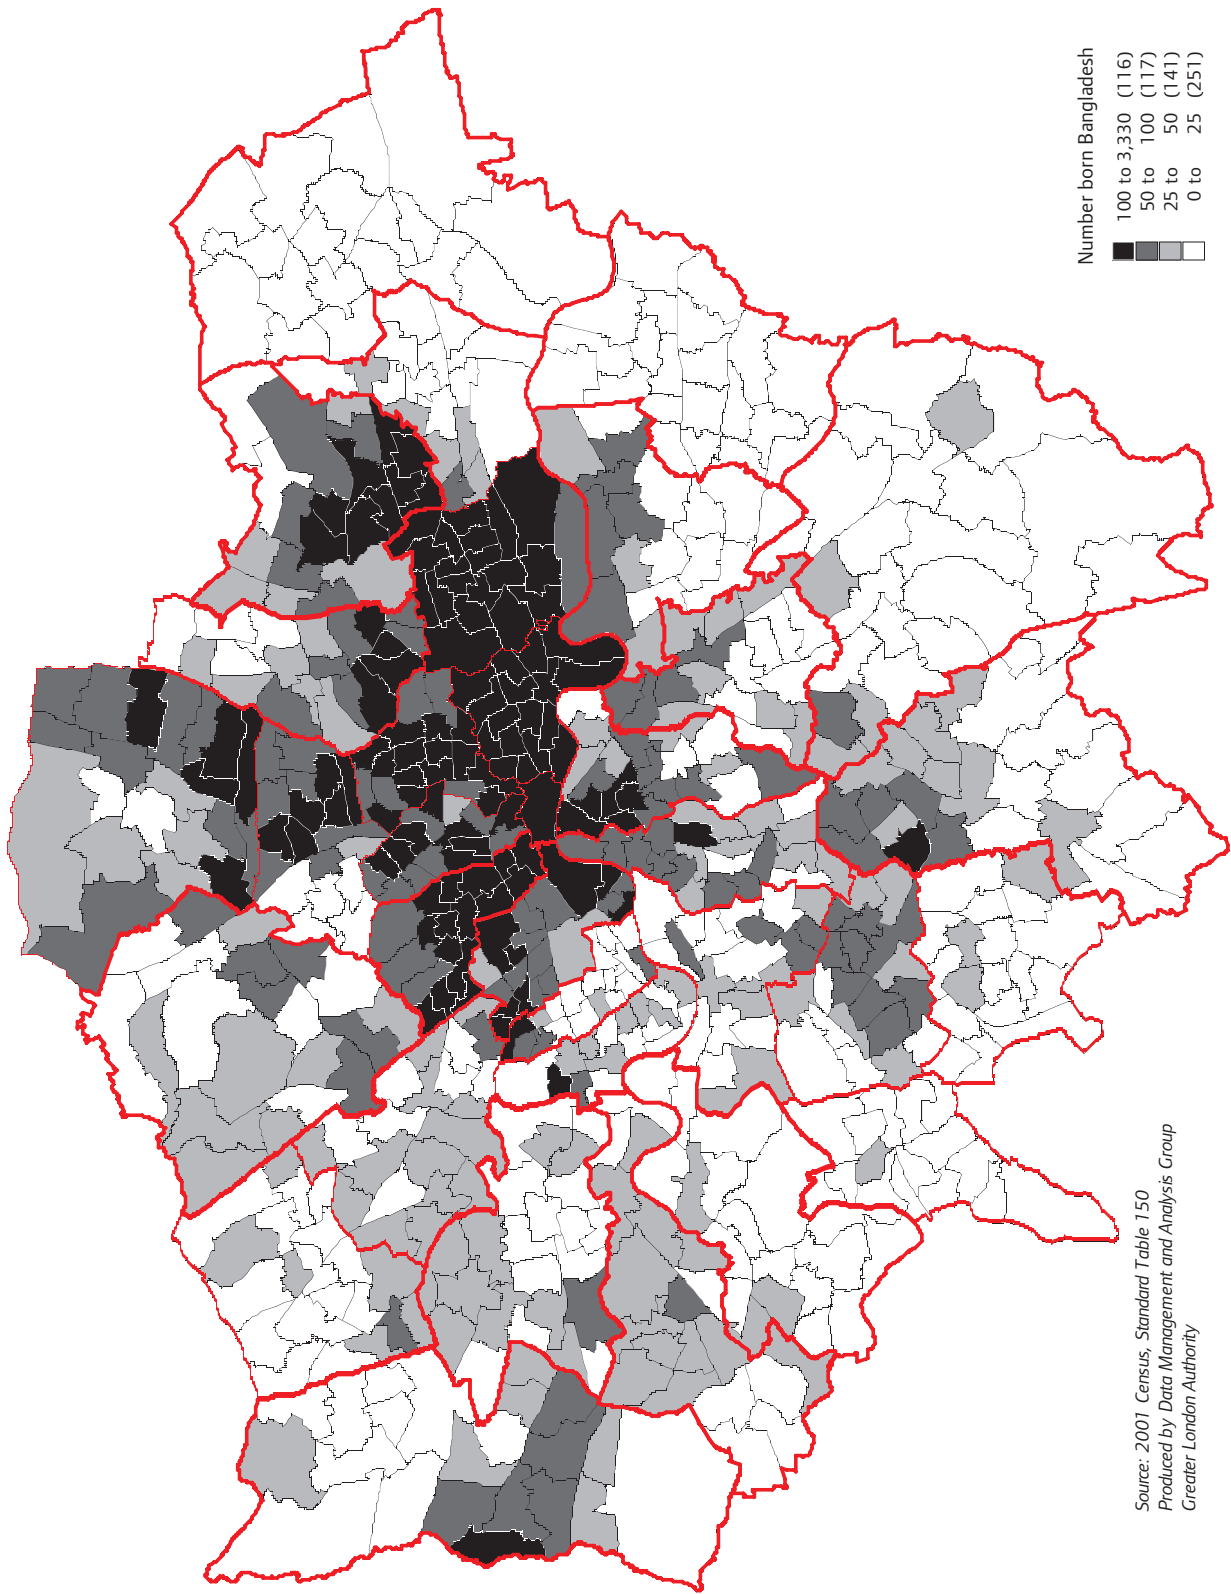 Number born Bangladesh
100 to 3,330 (116)
50 to 100 (117)
25 to 50 (141)
0 to 25 (251)
Source: 2001 Census, Standard Table 150
Produced by Data Management and Analysis Group
Greater London Authority